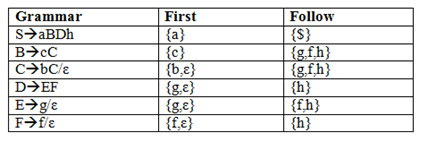 Grammar First Follow
S→aBDh {a} {$}
B→cC {c} {g,f,h}
C→bC/ε {b,ε} {g,f,h}
D→EF {g,ε} {h}
E→g/ε {g,ε} {f,h}
F→f/ε {f,ε} {h}